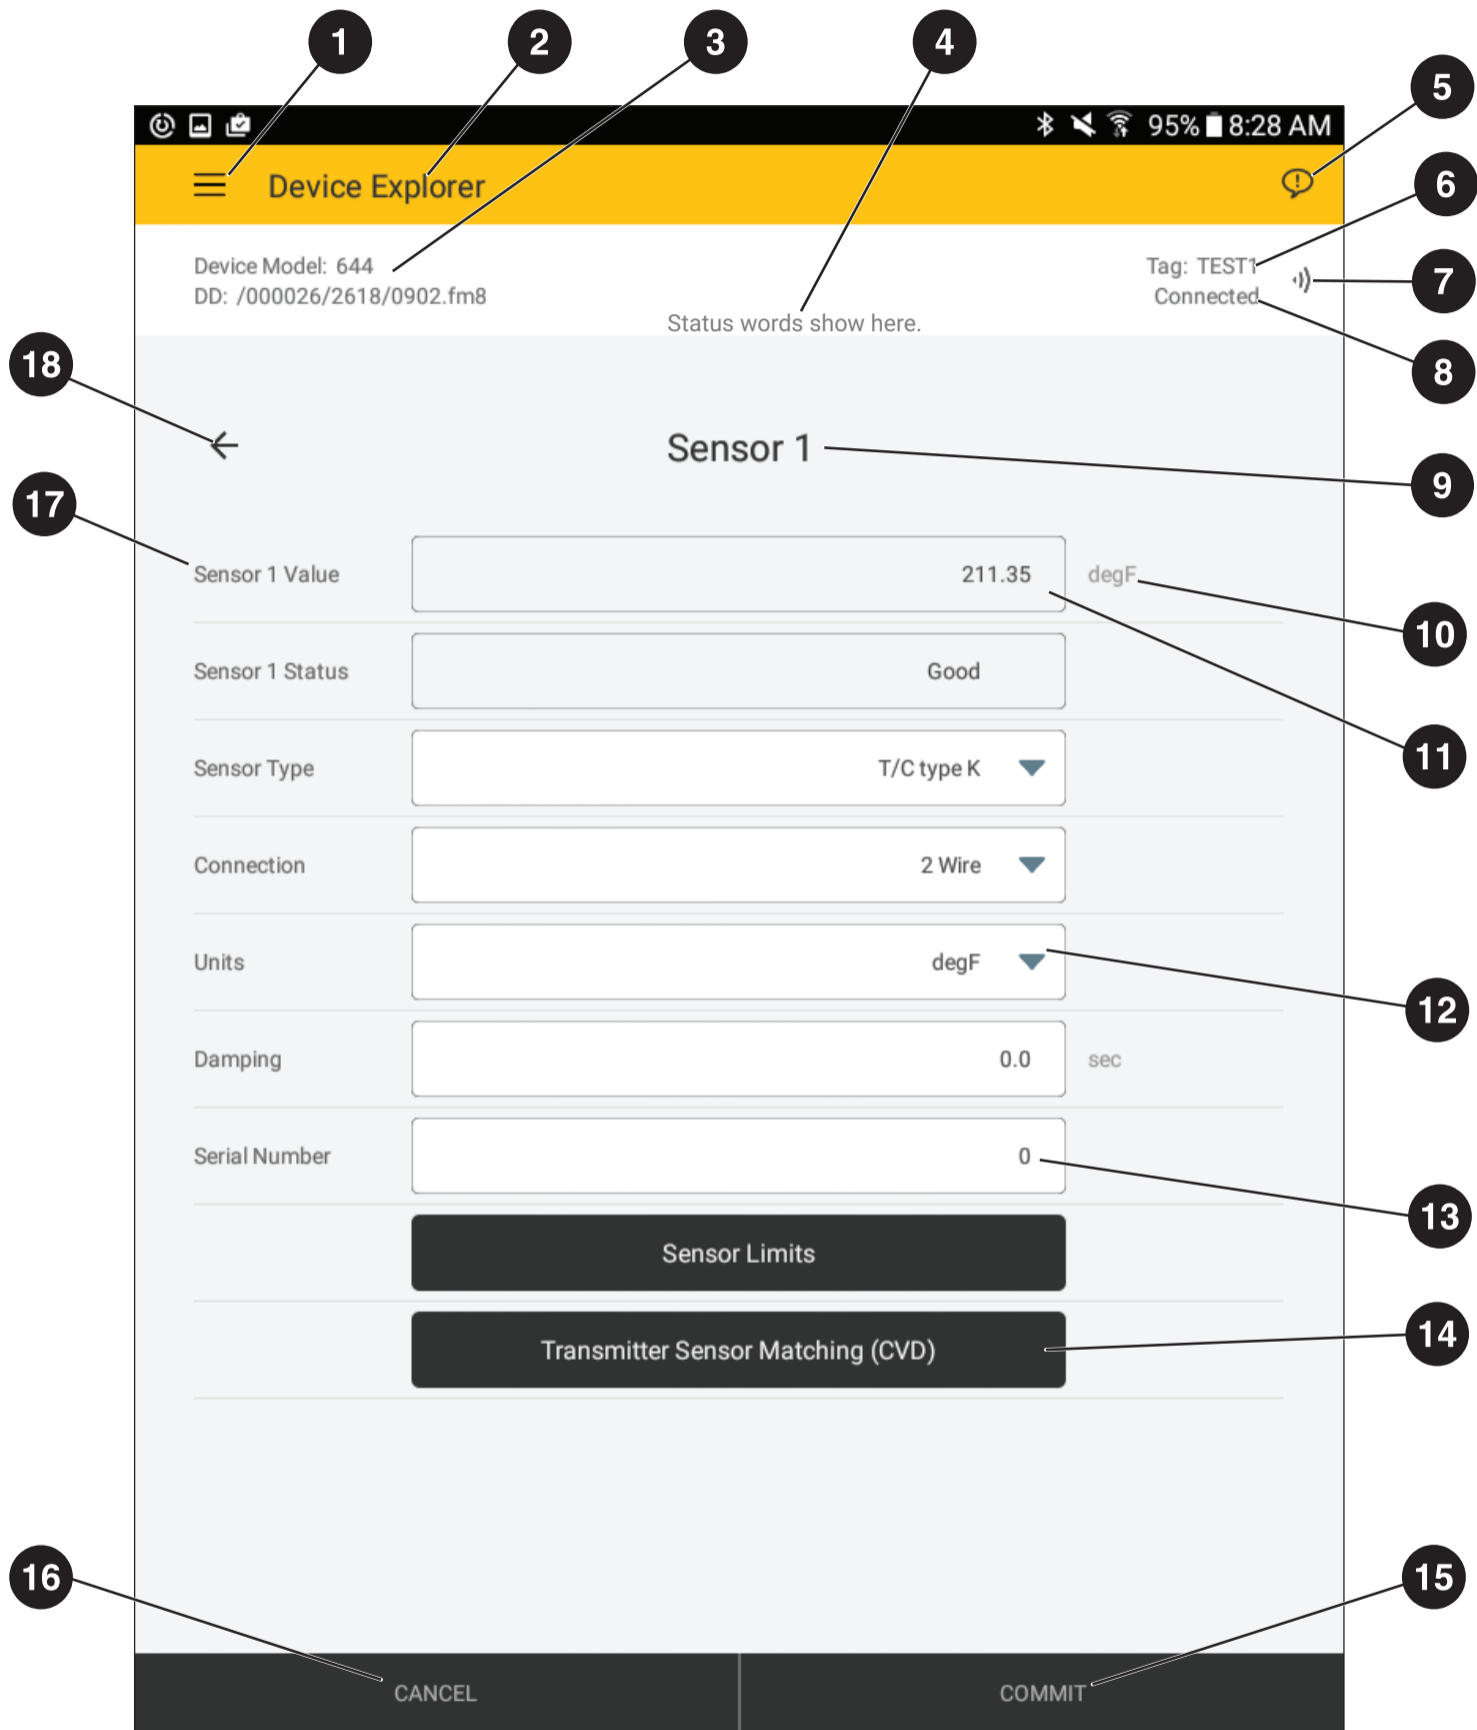 1 2 3 4
5
95% 8:28 AM
Device Explorer
6
Device Model: 644
Tag: TEST1
7
DD: /000026/2618/0902.fm8
Connected
Status words show here.
18
8
Sensor 1
9
17
Sensor 1 Value 211.35 degF
10
Sensor 1 Status Good
11
Sensor Type T/C type K
Connection 2 Wire
Units degF
12
Damping 0.0 sec
Serial Number 0
13
Sensor Limits
14
Transmitter Sensor Matching (CVD)
16
15
CANCEL COMMIT